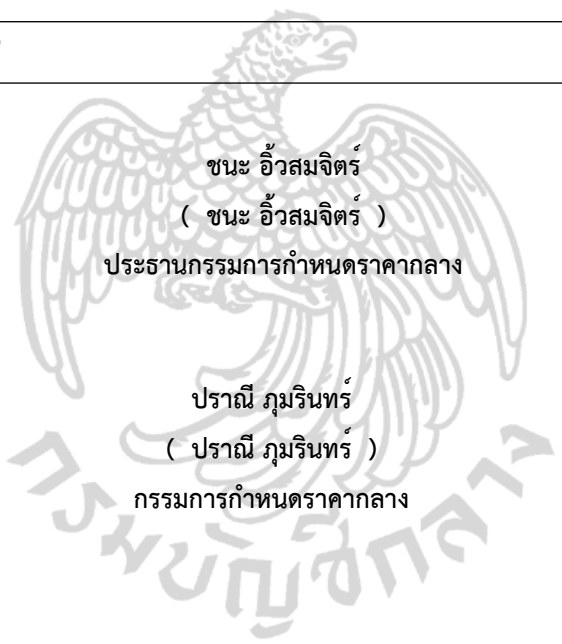 ชนะ อิ้วสมจิตร์
( ชนะ อิ้วสมจิตร์ )
ประธานกรรมการกำหนดราคากลาง
ปราณี ภุมรินทร์
( ปราณี ภุมรินทร์ )
กรรมการกำหนดราคากลาง
กรมบัญชีกลาง